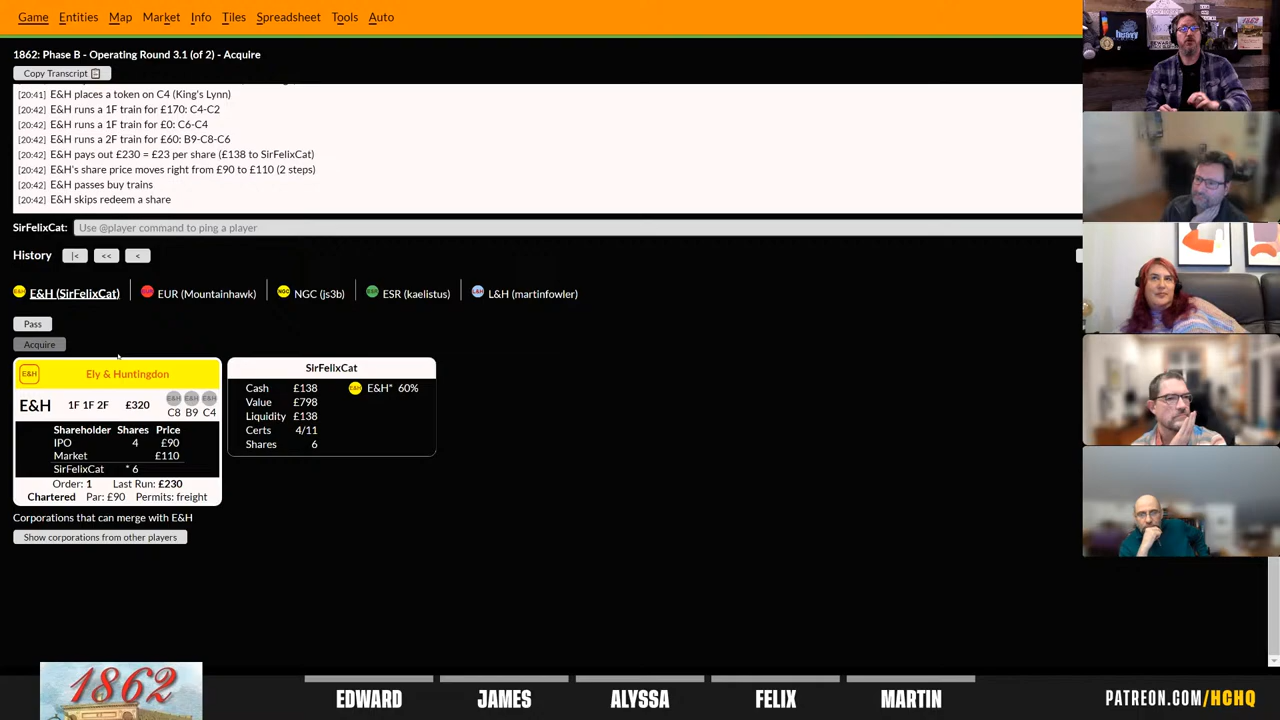 Game Entities Map Market Info Tiles Spreadsheet Tools Auto
1862: Phase B - Operating Round 3.1 (of 2) - Acquire
Copy Transcript
[20:41] E&H places a token on C4 (King's Lynn)
[20:42] E&H runs a 1F train for £170: C4-C2
[20:42] E&H runs a 1F train for £0: C6-C4
[20:42] E&H runs a 2F train for £60: B9-C8-C6
[20:42] E&H pays out £230 = £23 per share (£138 to SirFelixCat)
[20:42] E&H's share price moves right from £90 to £110 (2 steps)
[20:42] E&H passes buy trains
[20:42] E&H skips redeem a share
SirFelixCat: Use @player command to ping a player
History |< << <
E&H E&H (SirFelixCat) EUR EUR (Mountainhawk) NGC NGC (js3b) ESR ESR (kaelistus) L&H L&H (martinfowler)
Pass
Acquire
E&H Ely & Huntingdon
E&H 1F 1F 2F £320 E&H E&H E&H
C8 B9 C4
Shareholder Shares Price
IPO 4 £90
Market £110
SirFelixCat * 6
Order: 1 Last Run: £230
Chartered Par: £90 Permits: freight
SirFelixCat
Cash £138 E&H E&H* 60%
Value £798
Liquidity £138
Certs 4/11
Shares 6
Corporations that can merge with E&H
Show corporations from other players
1862
EDWARD JAMES ALYSSA FELIX MARTIN
PATREON.COM/HCHQ